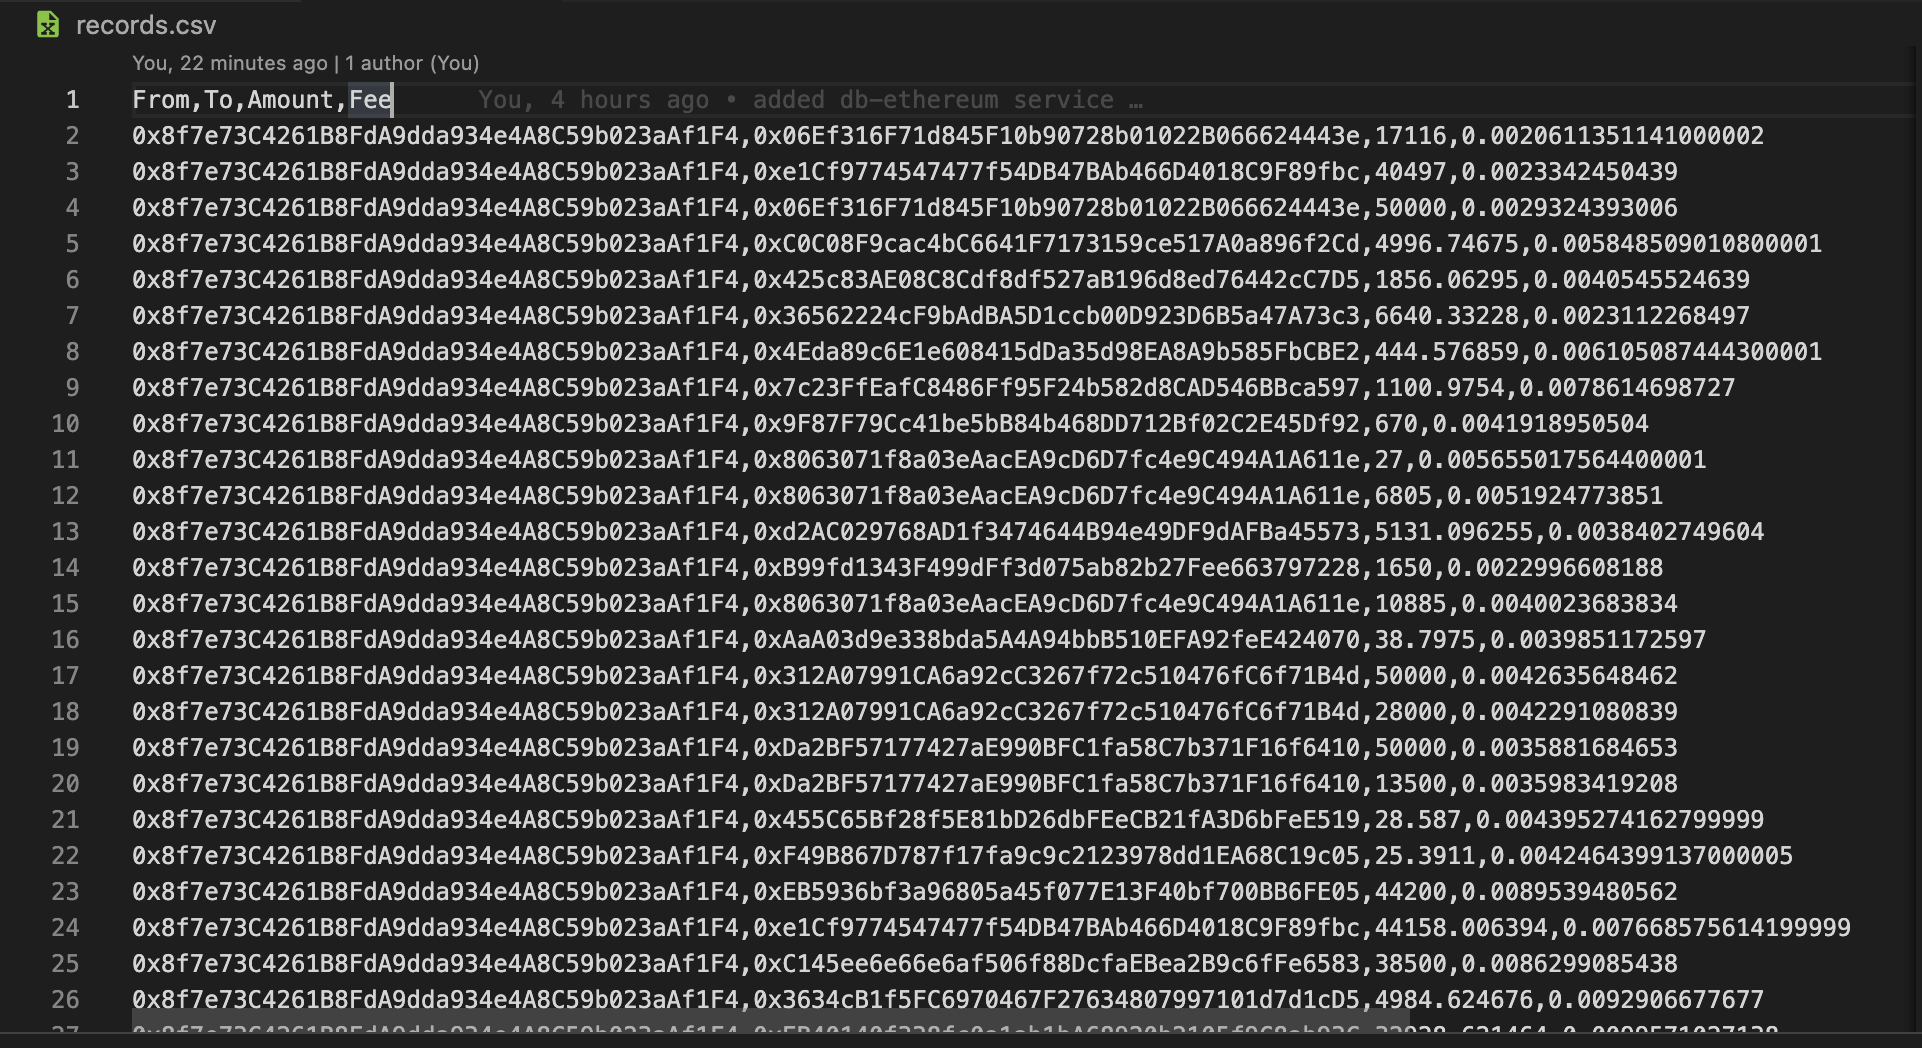 records.csv
You, 22 minutes ago | 1 author (You)
1 From,To,Amount,Fee You, 4 hours ago • added db-ethereum service …
2 0x8f7e73C4261B8FdA9dda934e4A8C59b023aAf1F4,0x06Ef316F71d845F10b90728b01022B066624443e,17116,0.0020611351141000002
3 0x8f7e73C4261B8FdA9dda934e4A8C59b023aAf1F4,0xe1Cf9774547477f54DB47BAb466D4018C9F89fbc,40497,0.0023342450439
4 0x8f7e73C4261B8FdA9dda934e4A8C59b023aAf1F4,0x06Ef316F71d845F10b90728b01022B066624443e,50000,0.0029324393006
5 0x8f7e73C4261B8FdA9dda934e4A8C59b023aAf1F4,0xC0C08F9cac4bC6641F7173159ce517A0a896f2Cd,4996.74675,0.005848509010800001
6 0x8f7e73C4261B8FdA9dda934e4A8C59b023aAf1F4,0x425c83AE08C8Cdf8df527aB196d8ed76442cC7D5,1856.06295,0.0040545524639
7 0x8f7e73C4261B8FdA9dda934e4A8C59b023aAf1F4,0x36562224cF9bAdBA5D1ccb00D923D6B5a47A73c3,6640.33228,0.0023112268497
8 0x8f7e73C4261B8FdA9dda934e4A8C59b023aAf1F4,0x4Eda89c6E1e608415dDa35d98EA8A9b585FbCBE2,444.576859,0.006105087444300001
9 0x8f7e73C4261B8FdA9dda934e4A8C59b023aAf1F4,0x7c23FfEafC8486Ff95F24b582d8CAD546BBca597,1100.9754,0.0078614698727
10 0x8f7e73C4261B8FdA9dda934e4A8C59b023aAf1F4,0x9F87F79Cc41be5bB84b468DD712Bf02C2E45Df92,670,0.0041918950504
11 0x8f7e73C4261B8FdA9dda934e4A8C59b023aAf1F4,0x8063071f8a03eAacEA9cD6D7fc4e9C494A1A611e,27,0.005655017564400001
12 0x8f7e73C4261B8FdA9dda934e4A8C59b023aAf1F4,0x8063071f8a03eAacEA9cD6D7fc4e9C494A1A611e,6805,0.0051924773851
13 0x8f7e73C4261B8FdA9dda934e4A8C59b023aAf1F4,0xd2AC029768AD1f3474644B94e49DF9dAFBa45573,5131.096255,0.0038402749604
14 0x8f7e73C4261B8FdA9dda934e4A8C59b023aAf1F4,0xB99fd1343F499dFf3d075ab82b27Fee663797228,1650,0.0022996608188
15 0x8f7e73C4261B8FdA9dda934e4A8C59b023aAf1F4,0x8063071f8a03eAacEA9cD6D7fc4e9C494A1A611e,10885,0.0040023683834
16 0x8f7e73C4261B8FdA9dda934e4A8C59b023aAf1F4,0xAaA03d9e338bda5A4A94bbB510EFA92feE424070,38.7975,0.0039851172597
17 0x8f7e73C4261B8FdA9dda934e4A8C59b023aAf1F4,0x312A07991CA6a92cC3267f72c510476fC6f71B4d,50000,0.0042635648462
18 0x8f7e73C4261B8FdA9dda934e4A8C59b023aAf1F4,0x312A07991CA6a92cC3267f72c510476fC6f71B4d,28000,0.0042291080839
19 0x8f7e73C4261B8FdA9dda934e4A8C59b023aAf1F4,0xDa2BF57177427aE990BFC1fa58C7b371F16f6410,50000,0.0035881684653
20 0x8f7e73C4261B8FdA9dda934e4A8C59b023aAf1F4,0xDa2BF57177427aE990BFC1fa58C7b371F16f6410,13500,0.0035983419208
21 0x8f7e73C4261B8FdA9dda934e4A8C59b023aAf1F4,0x455C65Bf28f5E81bD26dbFEeCB21fA3D6bFeE519,28.587,0.004395274162799999
22 0x8f7e73C4261B8FdA9dda934e4A8C59b023aAf1F4,0xF49B867D787f17fa9c9c2123978dd1EA68C19c05,25.3911,0.0042464399137000005
23 0x8f7e73C4261B8FdA9dda934e4A8C59b023aAf1F4,0xEB5936bf3a96805a45f077E13F40bf700BB6FE05,44200,0.0089539480562
24 0x8f7e73C4261B8FdA9dda934e4A8C59b023aAf1F4,0xe1Cf9774547477f54DB47BAb466D4018C9F89fbc,44158.006394,0.007668575614199999
25 0x8f7e73C4261B8FdA9dda934e4A8C59b023aAf1F4,0xC145ee6e66e6af506f88DcfaEBea2B9c6fFe6583,38500,0.0086299085438
26 0x8f7e73C4261B8FdA9dda934e4A8C59b023aAf1F4,0x3634cB1f5FC6970467F27634807997101d7d1cD5,4984.624676,0.0092906677677
27